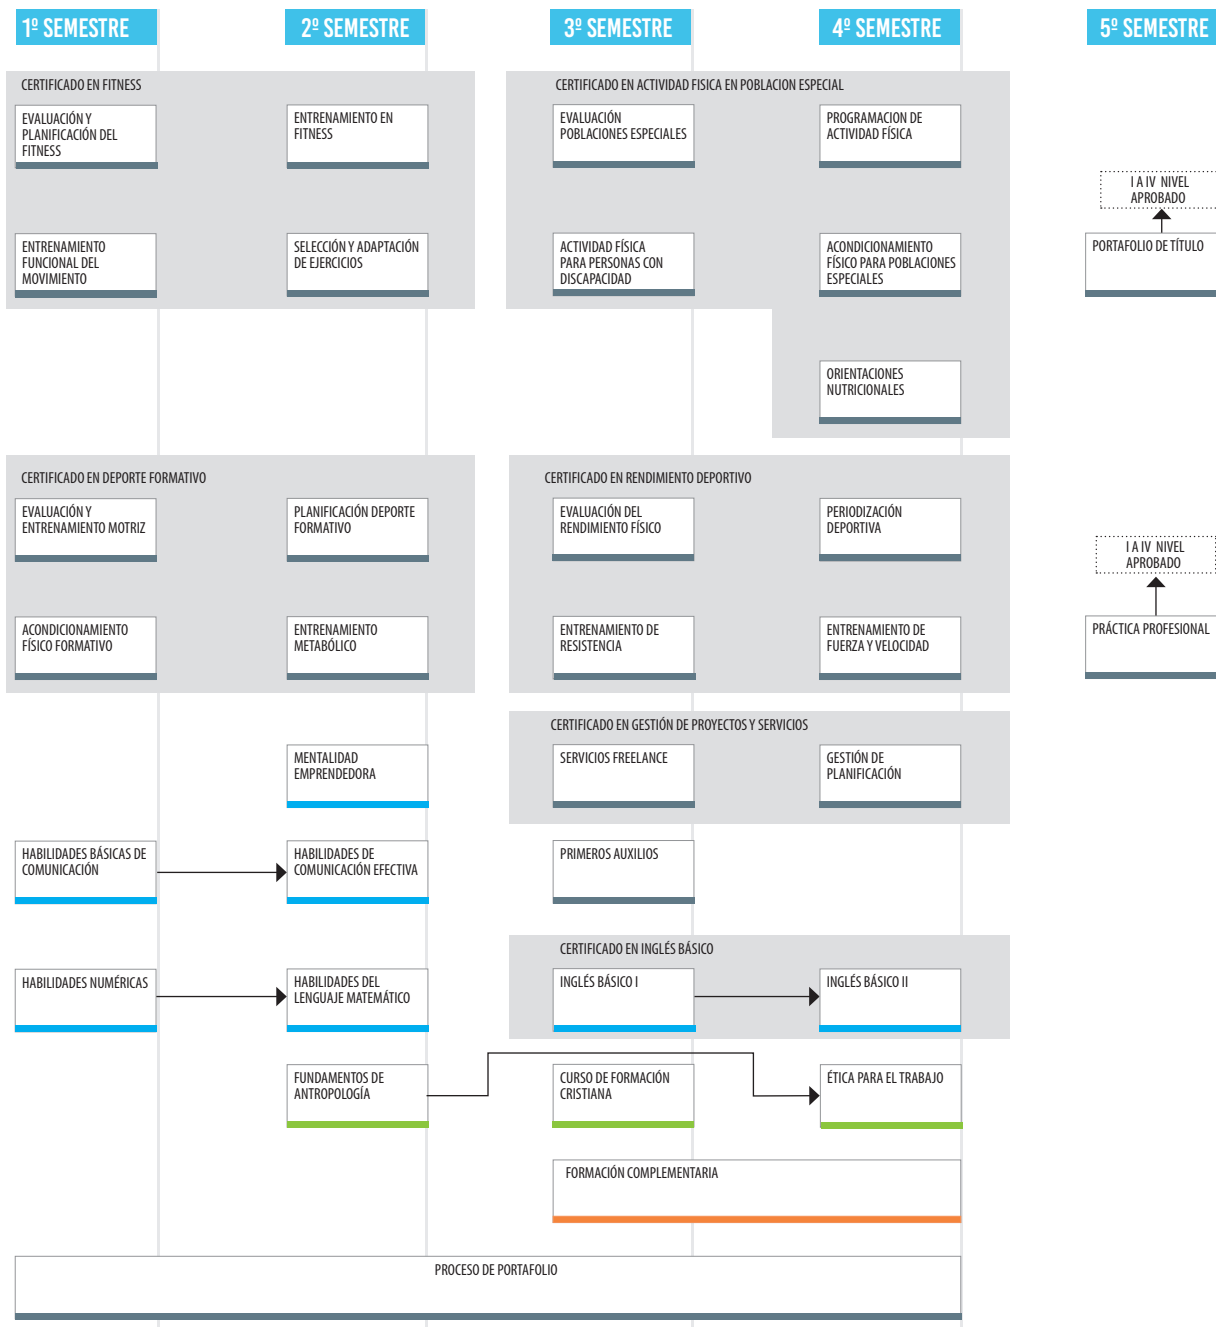 1º SEMESTRE
2º SEMESTRE
3º SEMESTRE
4º SEMESTRE
5º SEMESTRE
CERTIFICADO EN FITNESS
EVALUACIÓN Y
PLANIFICACIÓN DEL
FITNESS
ENTRENAMIENTO EN
FITNESS
ENTRENAMIENTO
FUNCIONAL DEL
MOVIMIENTO
SELECCIÓN Y ADAPTACIÓN
DE EJERCICIOS
CERTIFICADO EN ACTIVIDAD FISICA EN POBLACION ESPECIAL
EVALUACIÓN
POBLACIONES ESPECIALES
PROGRAMACION DE
ACTIVIDAD FÍSICA
ACTIVIDAD FÍSICA
PARA PERSONAS CON
DISCAPACIDAD
ACONDICIONAMIENTO
FÍSICO PARA POBLACIONES
ESPECIALES
ORIENTACIONES
NUTRICIONALES
I A IV NIVEL
APROBADO
PORTAFOLIO DE TÍTULO
CERTIFICADO EN DEPORTE FORMATIVO
EVALUACIÓN Y
ENTRENAMIENTO MOTRIZ
PLANIFICACIÓN DEPORTE
FORMATIVO
ACONDICIONAMIENTO
FÍSICO FORMATIVO
ENTRENAMIENTO
METABÓLICO
CERTIFICADO EN RENDIMIENTO DEPORTIVO
EVALUACIÓN DEL
RENDIMIENTO FÍSICO
PERIODIZACIÓN
DEPORTIVA
ENTRENAMIENTO DE
RESISTENCIA
ENTRENAMIENTO DE
FUERZA Y VELOCIDAD
I A IV NIVEL
APROBADO
PRÁCTICA PROFESIONAL
MENTALIDAD
EMPRENDEDORA
CERTIFICADO EN GESTIÓN DE PROYECTOS Y SERVICIOS
SERVICIOS FREELANCE
GESTIÓN DE
PLANIFICACIÓN
HABILIDADES BÁSICAS DE
COMUNICACIÓN
HABILIDADES DE
COMUNICACIÓN EFECTIVA
PRIMEROS AUXILIOS
HABILIDADES NUMÉRICAS
HABILIDADES DEL
LENGUAJE MATEMÁTICO
CERTIFICADO EN INGLÉS BÁSICO
INGLÉS BÁSICO I
INGLÉS BÁSICO II
FUNDAMENTOS DE
ANTROPOLOGÍA
CURSO DE FORMACIÓN
CRISTIANA
ÉTICA PARA EL TRABAJO
FORMACIÓN COMPLEMENTARIA
PROCESO DE PORTAFOLIO